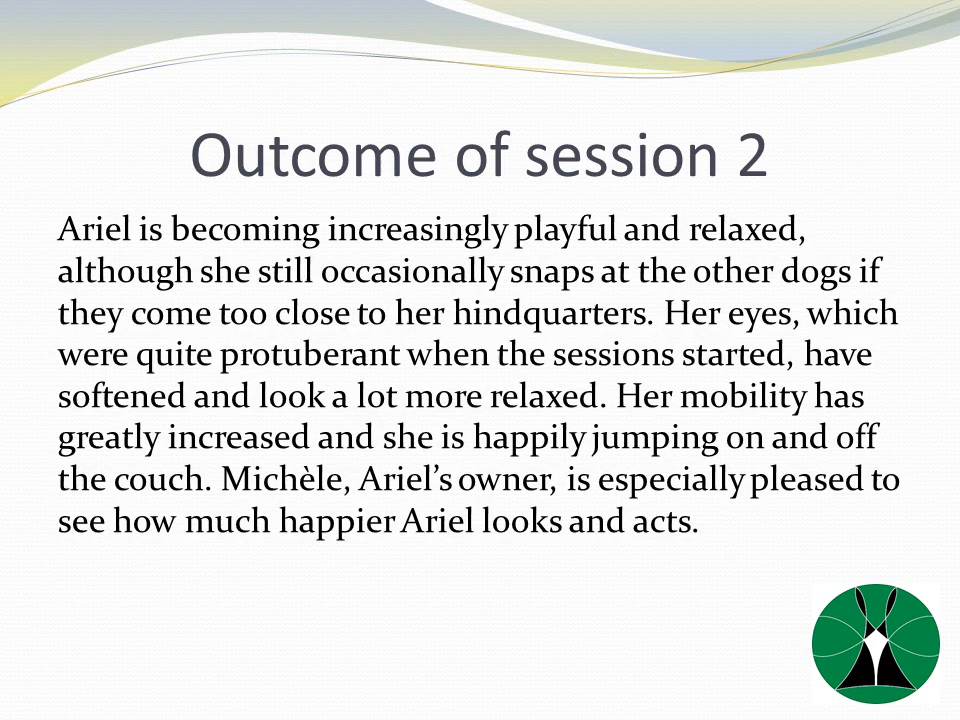 Outcome of session 2
Ariel is becoming increasingly playful and relaxed,
although she still occasionally snaps at the other dogs if
they come too close to her hindquarters. Her eyes, which
were quite protuberant when the sessions started, have
softened and look a lot more relaxed. Her mobility has
greatly increased and she is happily jumping on and off
the couch. Michèle, Ariel’s owner, is especially pleased to
see how much happier Ariel looks and acts.